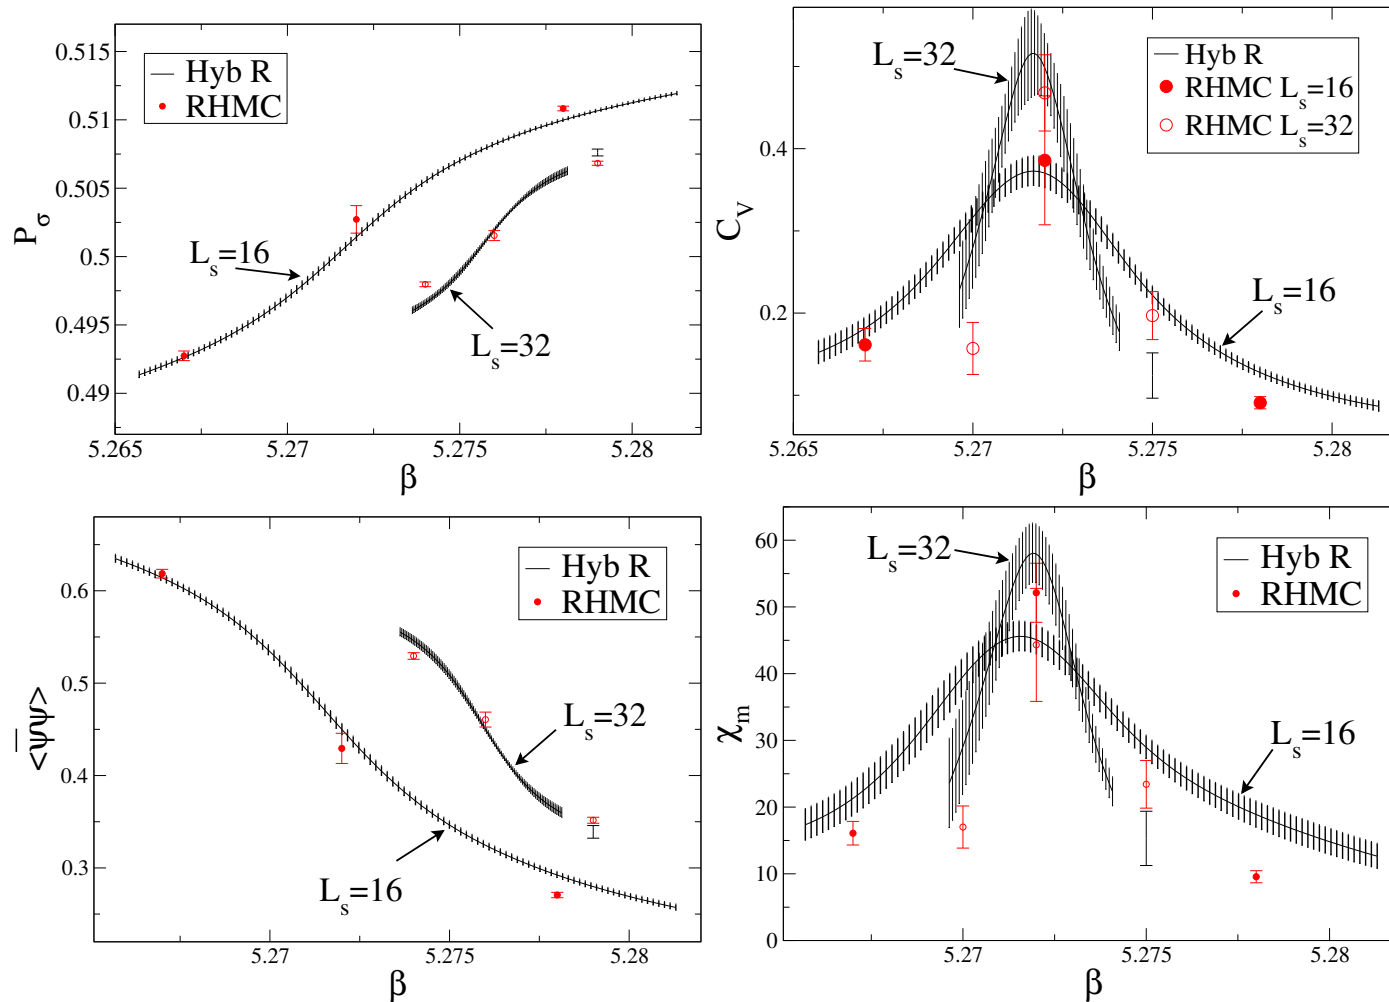 0.515
0.51
0.505
0.5
0.495
0.49
P_σ
Hyb R
RHMC
L_s=16
L_s=32
5.265
5.27
5.275
5.28
β
0.4
0.2
C_V
L_s=32
Hyb R
RHMC L_s=16
RHMC L_s=32
L_s=16
5.265
5.27
5.275
5.28
β
0.6
0.5
0.4
0.3
<ψ̅ψ>
Hyb R
RHMC
L_s=32
L_s=16
5.27
5.275
5.28
β
60
50
40
30
20
10
0
χ_m
L_s=32
Hyb R
RHMC
L_s=16
5.27
5.275
5.28
β